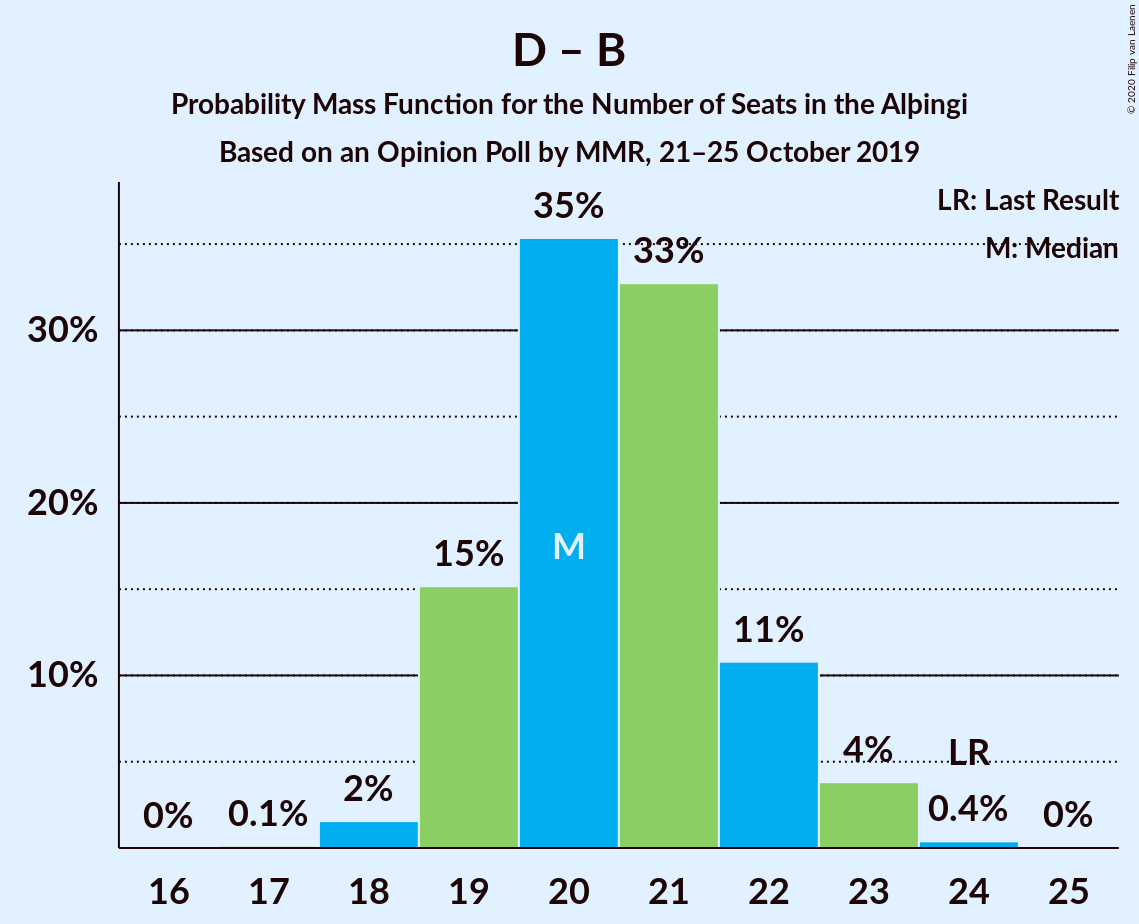 D – B
Probability Mass Function for the Number of Seats in the Alþingi
Based on an Opinion Poll by MMR, 21–25 October 2019
© 2020 Filip van Laenen
LR: Last Result
M: Median
35%
33%
30%
20%
15%
M
11%
10%
4%
LR
2%
0%
0.1%
0.4%
0%
16 17 18 19 20 21 22 23 24 25